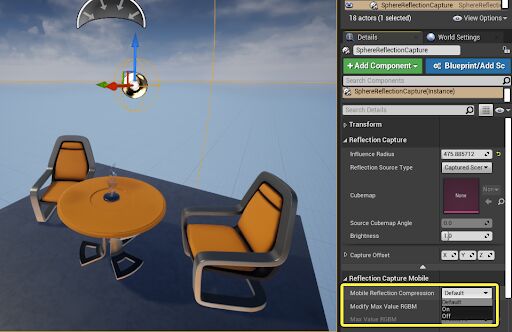 SphereReflectionCapture SphereReflection
18 actors (1 selected) View Options
Details World Settings
SphereReflectionCapture
+Add Component Blueprint/Add Sc
Search Components
SphereReflectionCapture(Instance)
Search Details
Transform
Reflection Capture
Influence Radius 475.885712
Reflection Source Type Captured Scen
Cubemap None Non
Source Cubemap Angle 0.0
Brightness 1.0
Capture Offset X Y Z
Reflection Capture Mobile
Mobile Reflection Compression Default
Default
Modify Max Value RGBM On
Off
Max Value RGBM